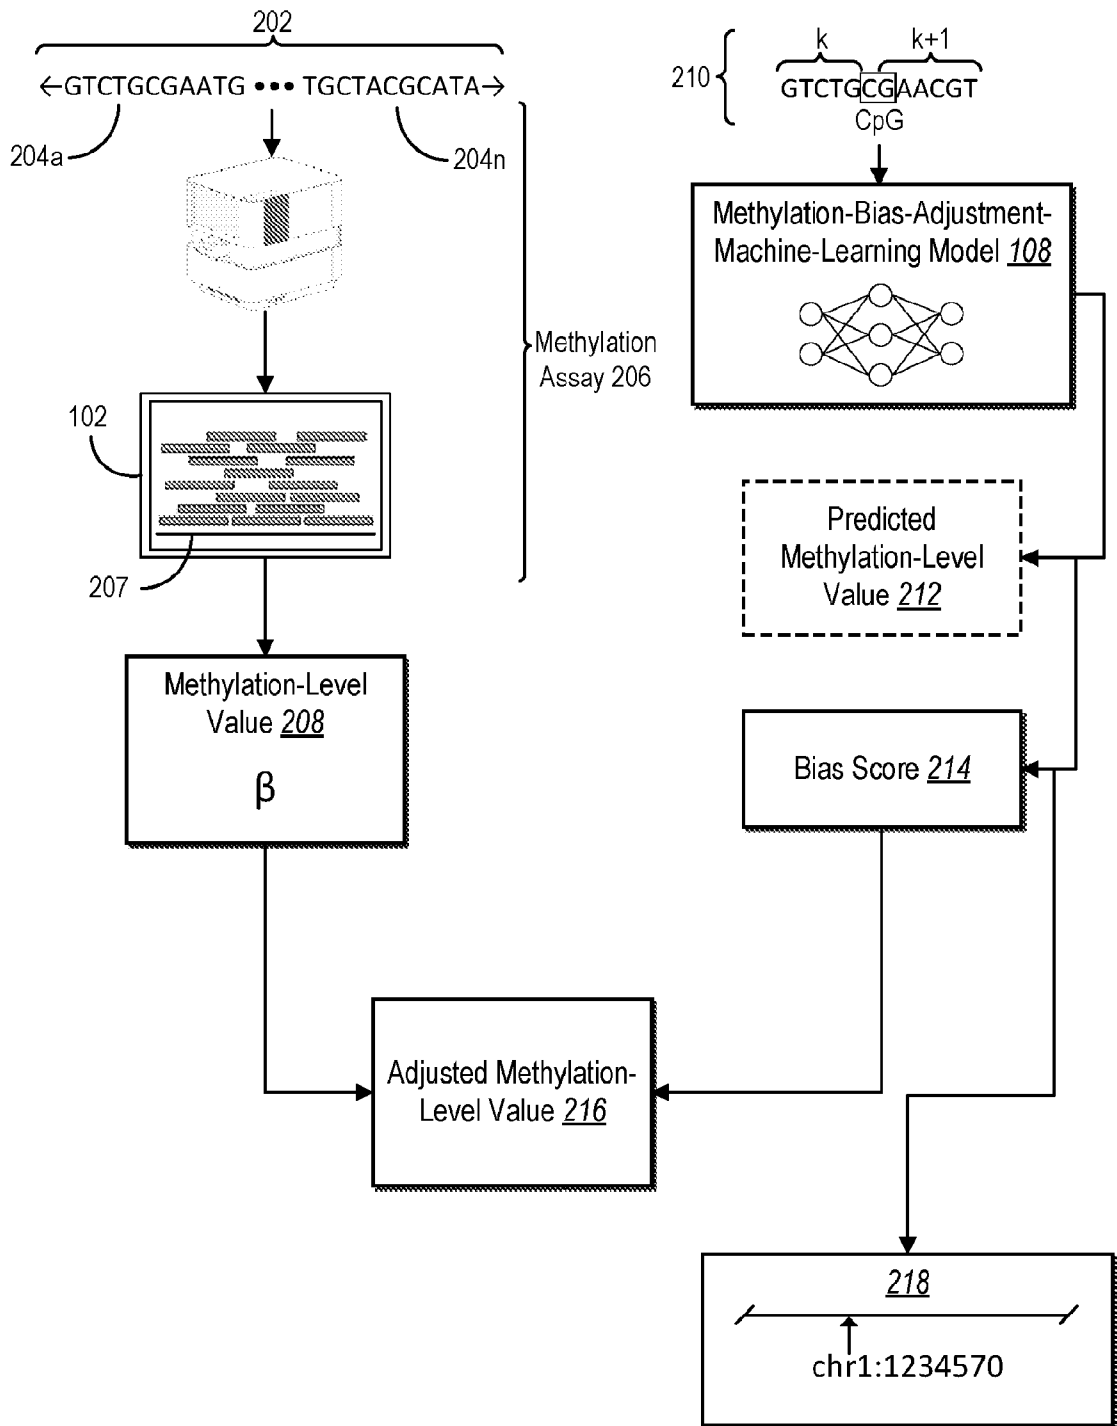 202
←GTCTGCGAATG ••• TGCTACGCATA→
204a
204n
Methylation
Assay 206
102
207
Methylation-Level
Value 208
β
210
k
k+1
GTCTGCGAACGT
CpG
Methylation-Bias-Adjustment-
Machine-Learning Model 108
Predicted
Methylation-Level
Value 212
Bias Score 214
Adjusted Methylation-
Level Value 216
218
chr1:1234570